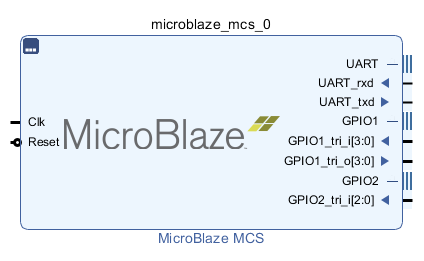 microblaze_mcs_0
UART
UART_rxd
UART_txd
Clk
GPIO1
Reset
MicroBlaze
GPIO1_tri_i[3:0]
GPIO1_tri_o[3:0]
GPIO2
GPIO2_tri_i[2:0]
MicroBlaze MCS